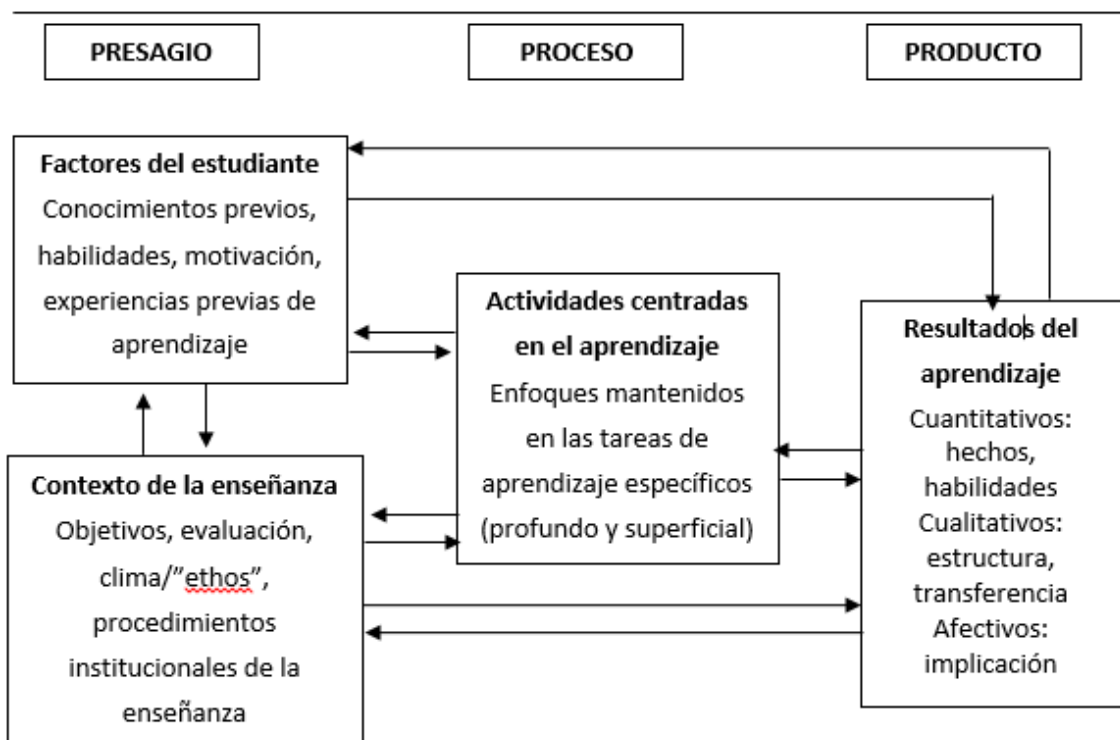 PRESAGIO
PROCESO
PRODUCTO
Factores del estudiante
Conocimientos previos,
habilidades, motivación,
experiencias previas de
aprendizaje
Actividades centradas
en el aprendizaje
Enfoques mantenidos
en las tareas de
aprendizaje específicos
(profundo y superficial)
Resultados del
aprendizaje
Cuantitativos:
hechos,
habilidades
Cualitativos:
estructura,
transferencia
Afectivos:
implicación
Contexto de la enseñanza
Objetivos, evaluación,
clima/”ethos”,
procedimientos
institucionales de la
enseñanza